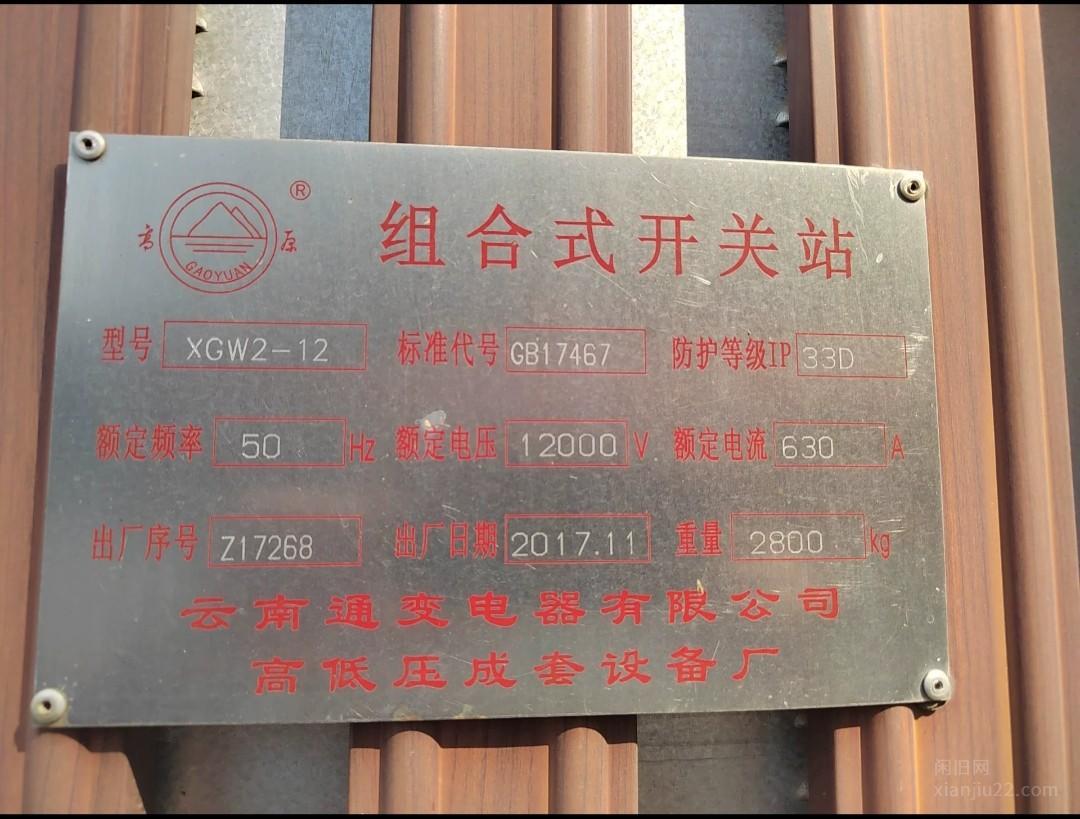 高 原 ®
GAOYUAN
组合式开关站
型号 XGW2-12 标准代号 GB17467 防护等级IP 33D
额定频率 50 Hz 额定电压 12000 V 额定电流 630 A
出厂序号 Z17268 出厂日期 2017.11 重量 2800 kg
云南通变电器有限公司
高低压成套设备厂
闲旧网
xianjiu22.com